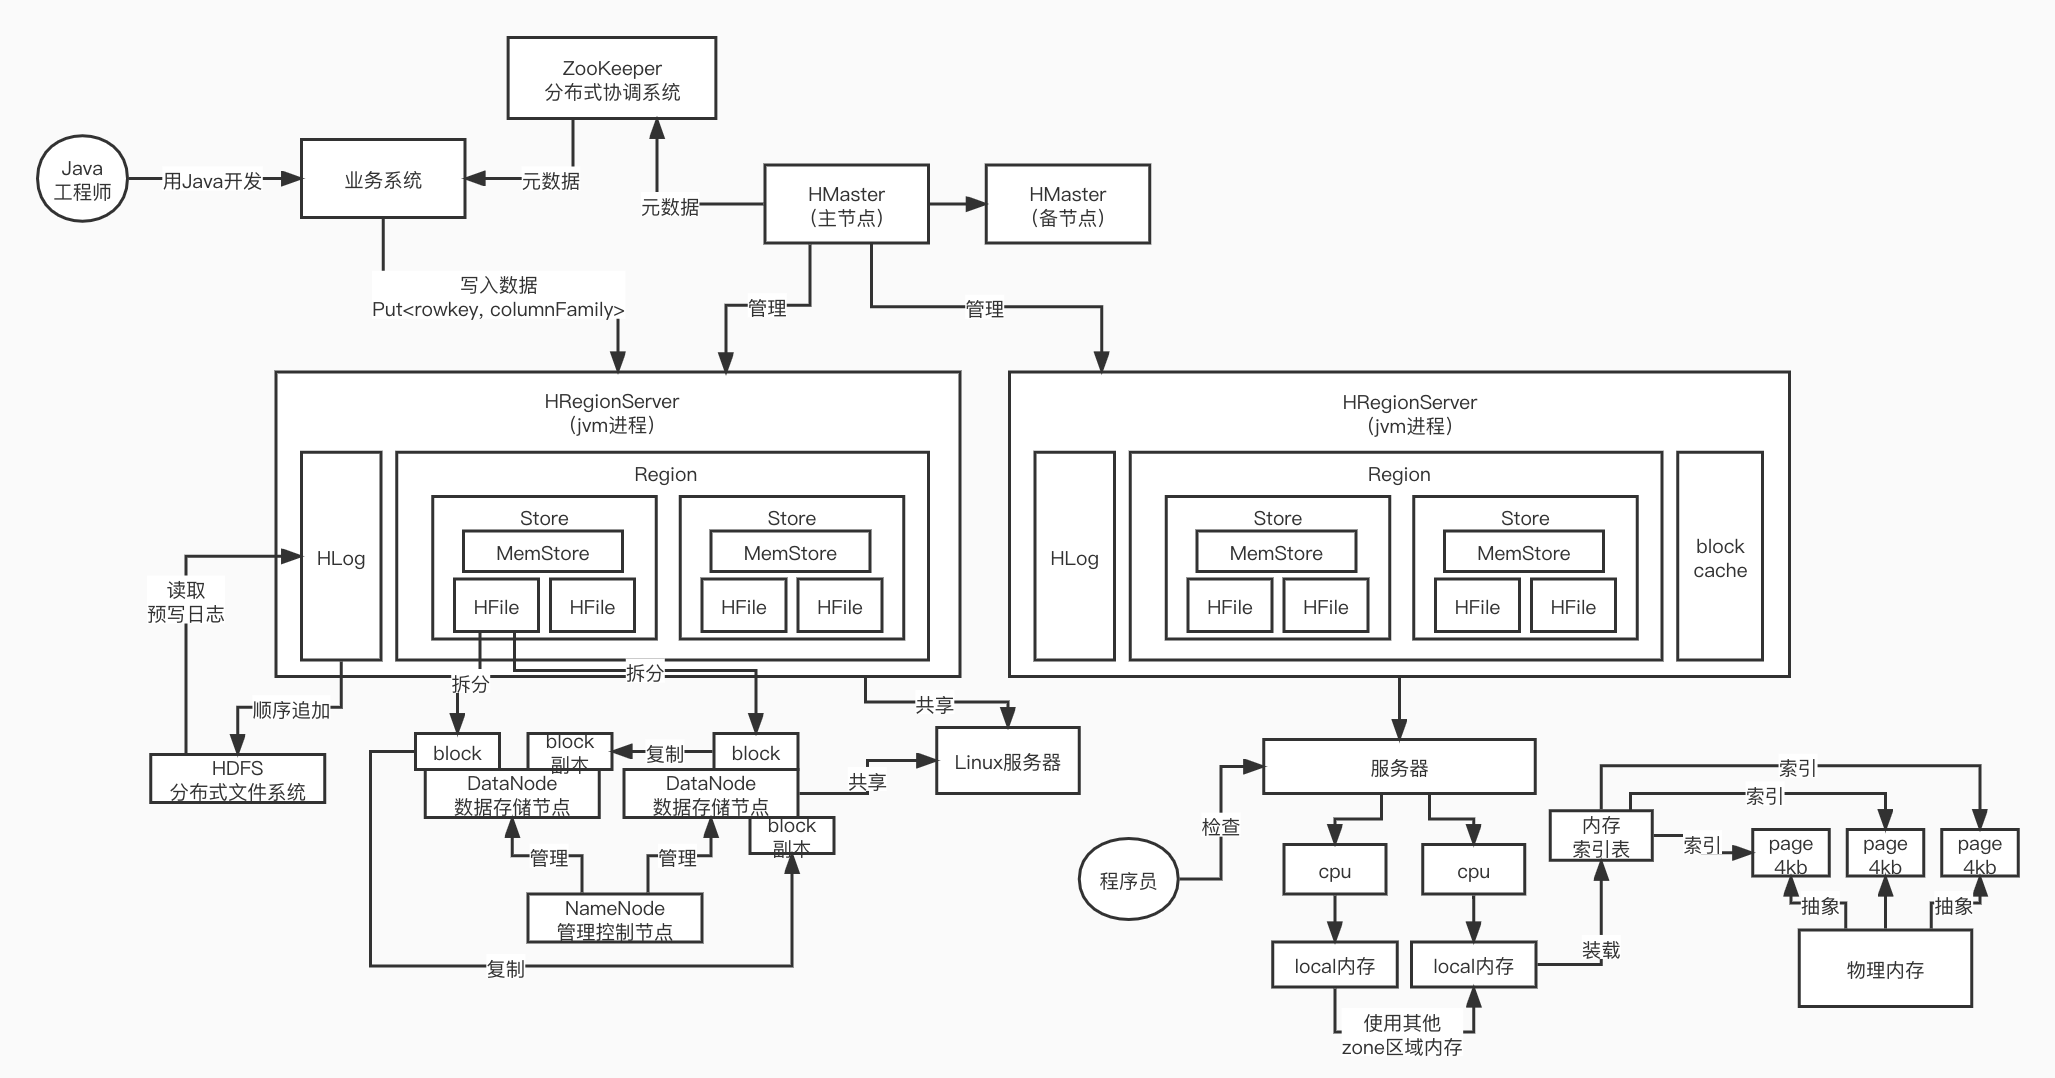 ZooKeeper
分布式协调系统
Java
工程师
用Java开发
业务系统
元数据
元数据
HMaster
(主节点)
HMaster
(备节点)
写入数据
Put<rowkey, columnFamily>
管理
管理
HRegionServer
(jvm进程)
HLog
Region
Store
MemStore
HFile
HFile
Store
MemStore
HFile
HFile
HRegionServer
(jvm进程)
HLog
Region
Store
MemStore
HFile
HFile
Store
MemStore
HFile
HFile
block
cache
读取
预写日志
拆分
拆分
顺序追加
共享
HDFS
分布式文件系统
block
block
副本
复制
block
DataNode
数据存储节点
DataNode
数据存储节点
共享
Linux服务器
block
副本
管理
管理
NameNode
管理控制节点
复制
服务器
检查
程序员
cpu
cpu
local内存
local内存
使用其他
zone区域内存
装载
内存
索引表
索引
索引
索引
page
4kb
page
4kb
page
4kb
抽象
抽象
物理内存